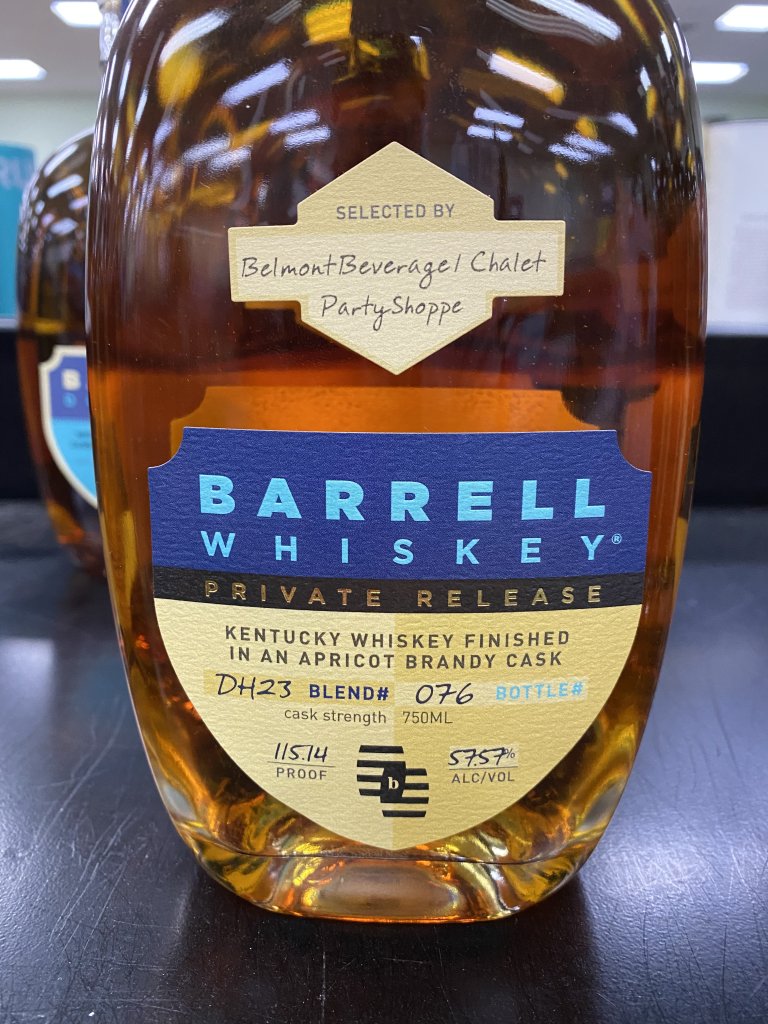 SELECTED BY
BelmontBeverage/ Chalet
PartyShoppe
BARRELL
WHISKEY®
PRIVATE RELEASE
KENTUCKY WHISKEY FINISHED
IN AN APRICOT BRANDY CASK
DH23 BLEND# 076 BOTTLE#
cask strength 750ML
115.14 57.57%
PROOF ALC/VOL
b